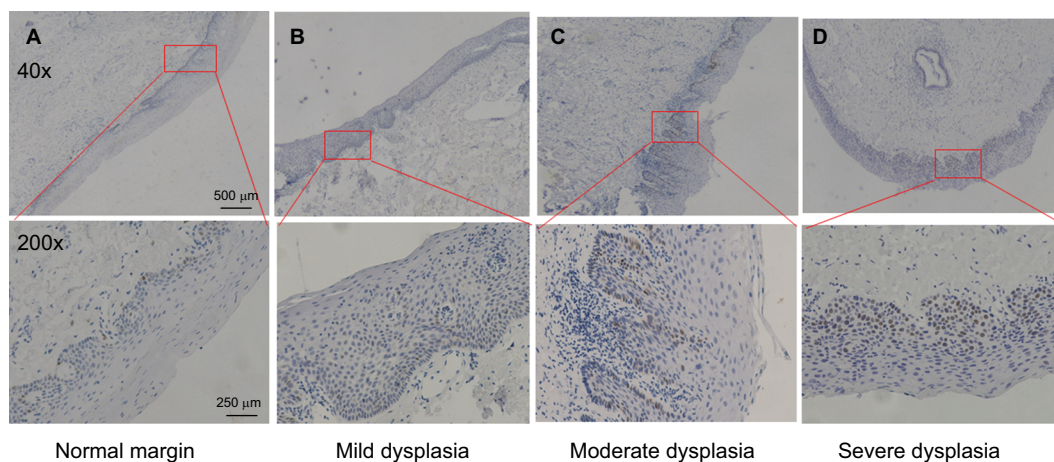 A
B
C
D
40x
500 µm
200x
250 µm
Normal margin
Mild dysplasia
Moderate dysplasia
Severe dysplasia